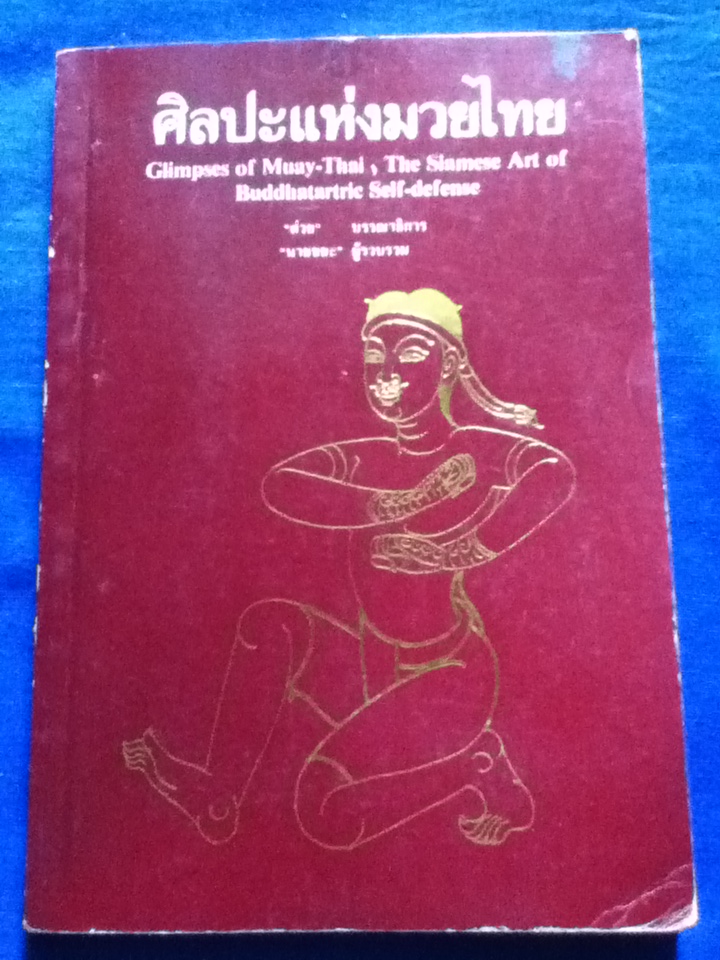 ศิลปะแห่งมวยไทย
Glimpses of Muay-Thai , The Siamese Art of
Buddhatartric Self-defense
"ด่วย" บรรณาธิการ
ผู้รวบรวม